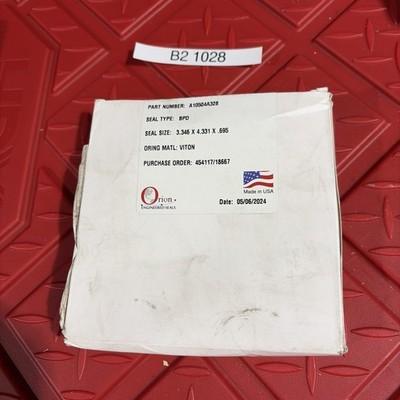 B2 1028
PART NUMBER: A10504A328
SEAL TYPE: BPD
SEAL SIZE: 3.346 X 4.331 X .695
ORING MATL: VITON
PURCHASE ORDER: 454117/18667
Orion
ENGINEERED SEALS
Made in USA
Date: 05/06/2024